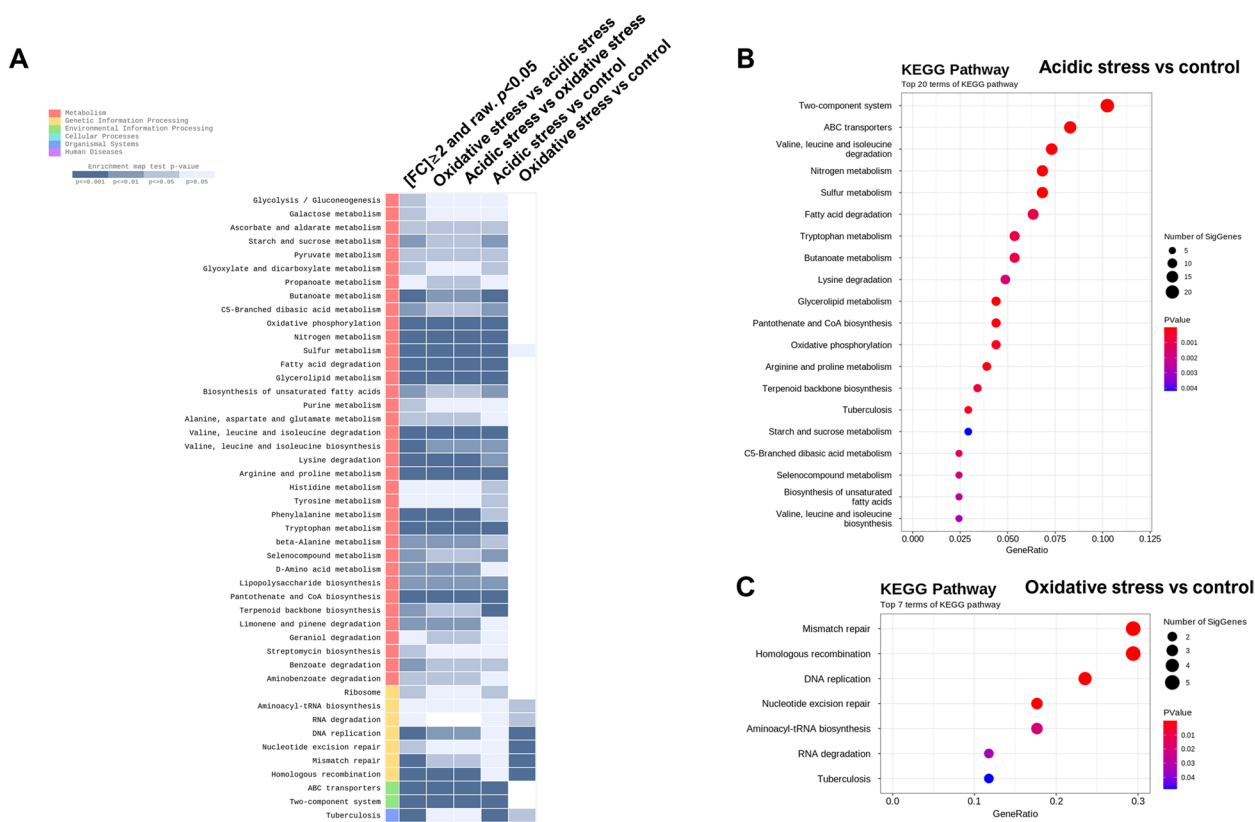 A
[FC]≥2 and raw. p<0.05
Oxidative stress vs acidic stress
Acidic stress vs oxidative stress
Acidic stress vs control
Oxidative stress vs control
Metabolism
Genetic Information Processing
Environmental Information Processing
Cellular Processes
Organismal Systems
Human Diseases
Enrichment map test p-value
p<=0.001 p<=0.01 p<=0.05 p>0.05
Glycolysis / Gluconeogenesis
Galactose metabolism
Ascorbate and aldarate metabolism
Starch and sucrose metabolism
Pyruvate metabolism
Glyoxylate and dicarboxylate metabolism
Propanoate metabolism
Butanoate metabolism
C5-Branched dibasic acid metabolism
Oxidative phosphorylation
Nitrogen metabolism
Sulfur metabolism
Fatty acid degradation
Glycerolipid metabolism
Biosynthesis of unsaturated fatty acids
Purine metabolism
Alanine, aspartate and glutamate metabolism
Valine, leucine and isoleucine degradation
Valine, leucine and isoleucine biosynthesis
Lysine degradation
Arginine and proline metabolism
Histidine metabolism
Tyrosine metabolism
Phenylalanine metabolism
Tryptophan metabolism
beta-Alanine metabolism
Selenocompound metabolism
D-Amino acid metabolism
Lipopolysaccharide biosynthesis
Pantothenate and CoA biosynthesis
Terpenoid backbone biosynthesis
Limonene and pinene degradation
Geraniol degradation
Streptomycin biosynthesis
Benzoate degradation
Aminobenzoate degradation
Ribosome
Aminoacyl-tRNA biosynthesis
RNA degradation
DNA replication
Nucleotide excision repair
Mismatch repair
Homologous recombination
ABC transporters
Two-component system
Tuberculosis
B
KEGG Pathway Acidic stress vs control
Top 20 terms of KEGG pathway
Two-component system
ABC transporters
Valine, leucine and isoleucine
degradation
Nitrogen metabolism
Sulfur metabolism
Fatty acid degradation
Tryptophan metabolism
Butanoate metabolism
Lysine degradation
Glycerolipid metabolism
Pantothenate and CoA biosynthesis
Oxidative phosphorylation
Arginine and proline metabolism
Terpenoid backbone biosynthesis
Tuberculosis
Starch and sucrose metabolism
C5-Branched dibasic acid metabolism
Selenocompound metabolism
Biosynthesis of unsaturated
fatty acids
Valine, leucine and isoleucine
biosynthesis
0.000 0.025 0.050 0.075 0.100 0.125
GeneRatio
Number of SigGenes
5
10
15
20
PValue
0.001
0.002
0.003
0.004
C
KEGG Pathway Oxidative stress vs control
Top 7 terms of KEGG pathway
Mismatch repair
Homologous recombination
DNA replication
Nucleotide excision repair
Aminoacyl-tRNA biosynthesis
RNA degradation
Tuberculosis
0.0 0.1 0.2 0.3
GeneRatio
Number of SigGenes
2
3
4
5
PValue
0.01
0.02
0.03
0.04